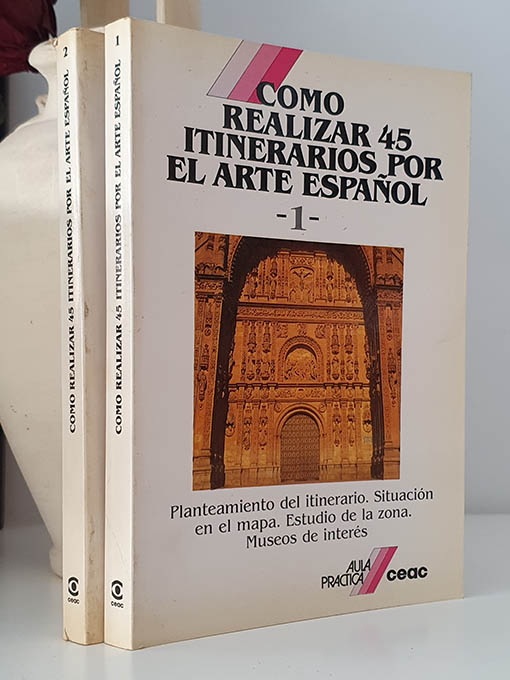 2
COMO REALIZAR 45 ITINERARIOS POR EL ARTE ESPAÑOL
ceac
1
COMO REALIZAR 45 ITINERARIOS POR EL ARTE ESPAÑOL
ceac
COMO
REALIZAR 45
ITINERARIOS POR
EL ARTE ESPAÑOL
-1-
Planteamiento del itinerario. Situación
en el mapa. Estudio de la zona.
Museos de interés
AULA
PRACTICA
ceac